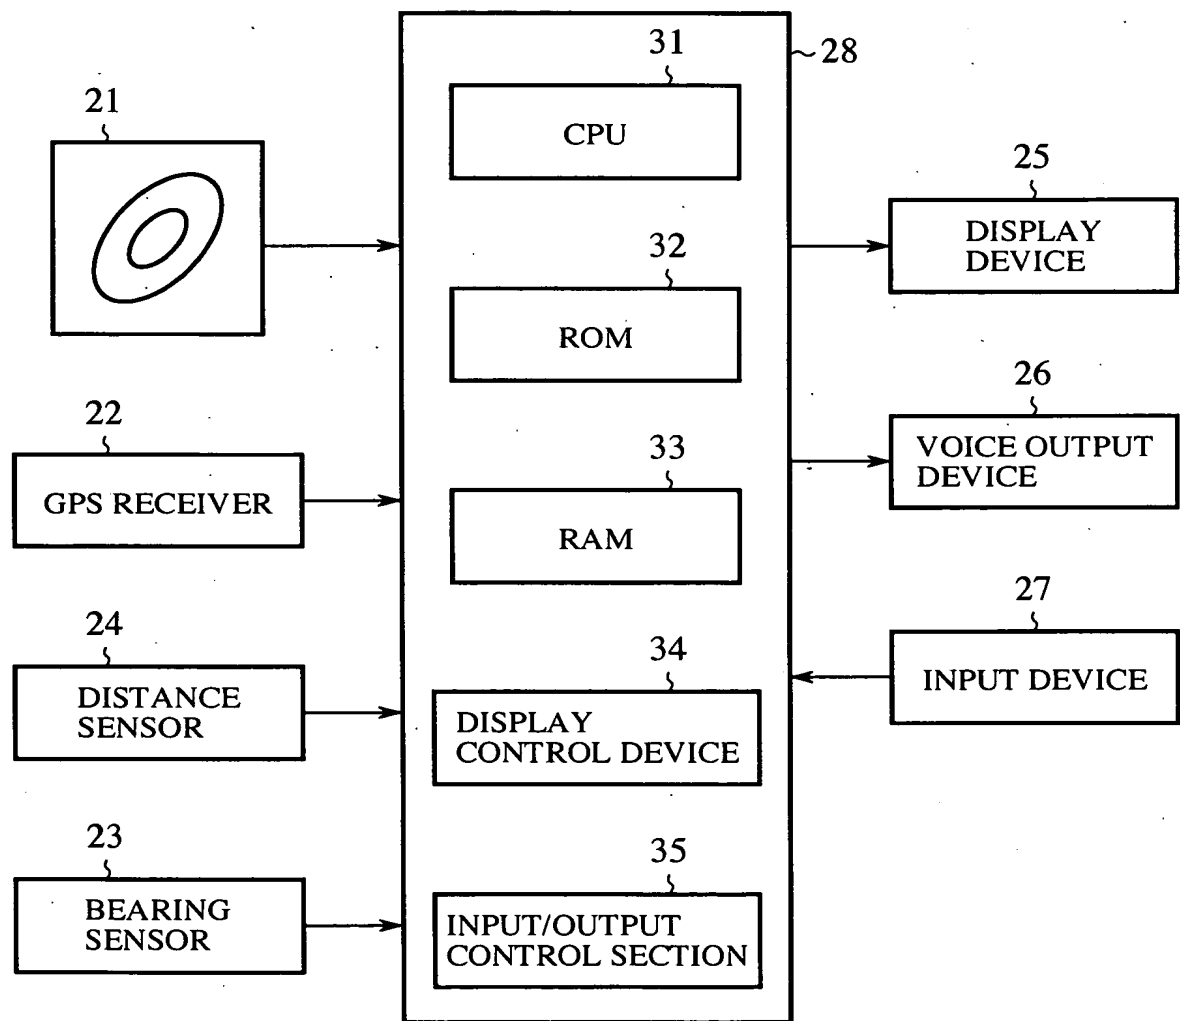 21
22
GPS RECEIVER
24
DISTANCE
SENSOR
23
BEARING
SENSOR
28
31
CPU
32
ROM
33
RAM
34
DISPLAY
CONTROL DEVICE
35
INPUT/OUTPUT
CONTROL SECTION
25
DISPLAY
DEVICE
26
VOICE OUTPUT
DEVICE
27
INPUT DEVICE